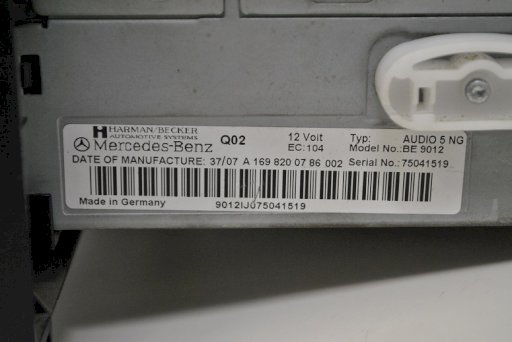 HARMAN/BECKER
AUTOMOTIVE SYSTEMS
Mercedes-Benz Q02 12 Volt Typ: AUDIO 5 NG
EC:104 Model No.:BE 9012
DATE OF MANUFACTURE: 37/07 A 169 820 07 86 002 Serial No.: 75041519
Made in Germany 9012IJ075041519